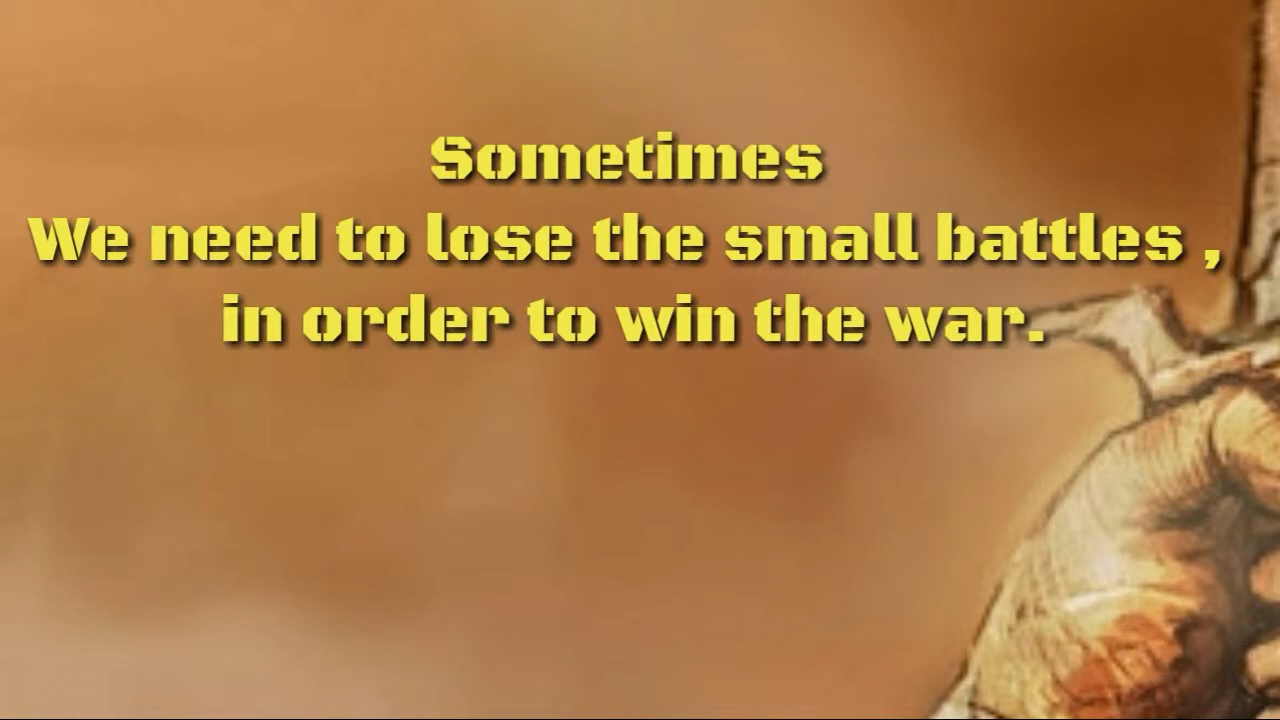 Sometimes
We need to lose the small battles ,
in order to win the war.